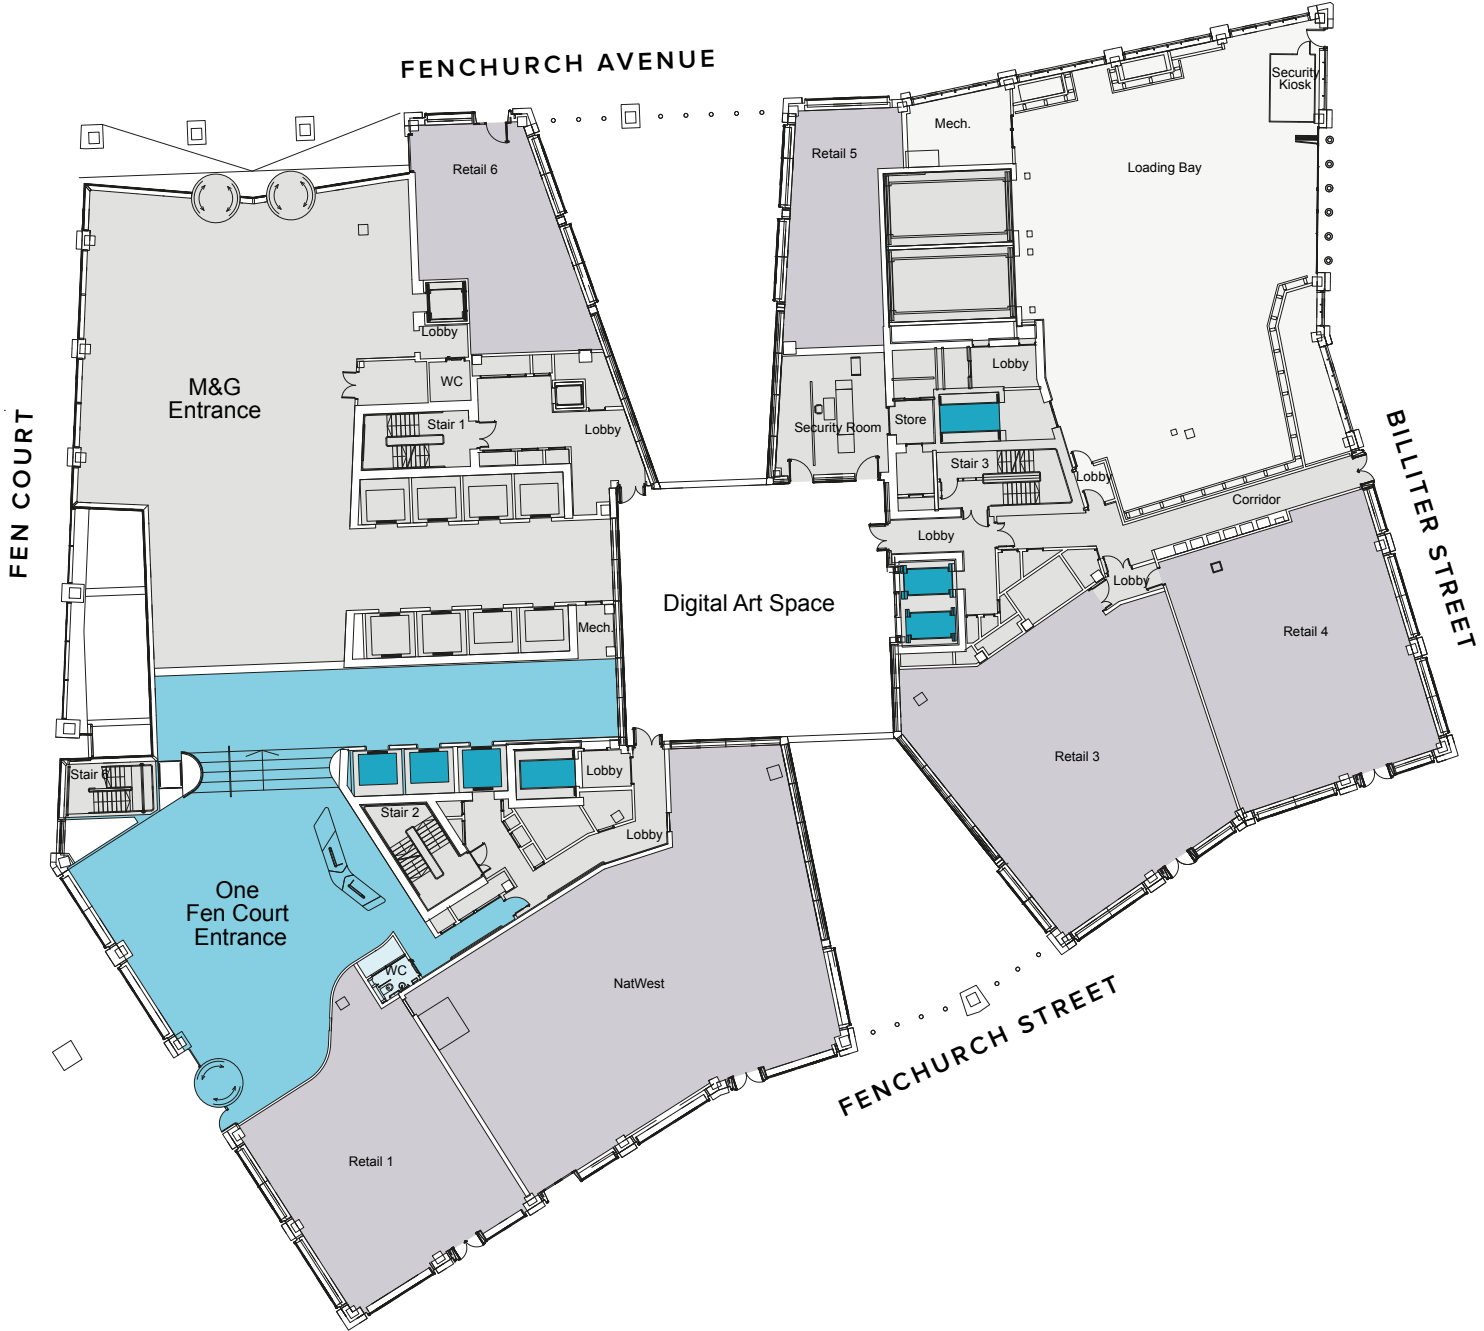 FENCHURCH AVENUE
Security
Kiosk
Mech.
Retail 5
Retail 6
Loading Bay
Lobby
Lobby
WC
M&G
Entrance
Stair 1
Lobby
Security Room
Store
Stair 3
Lobby
Corridor
FEN COURT
BILLITER STREET
Lobby
Lobby
Digital Art Space
Mech.
Retail 4
Retail 3
Stair 6
Lobby
Stair 2
Lobby
One
Fen Court
Entrance
WC
NatWest
FENCHURCH STREET
Retail 1